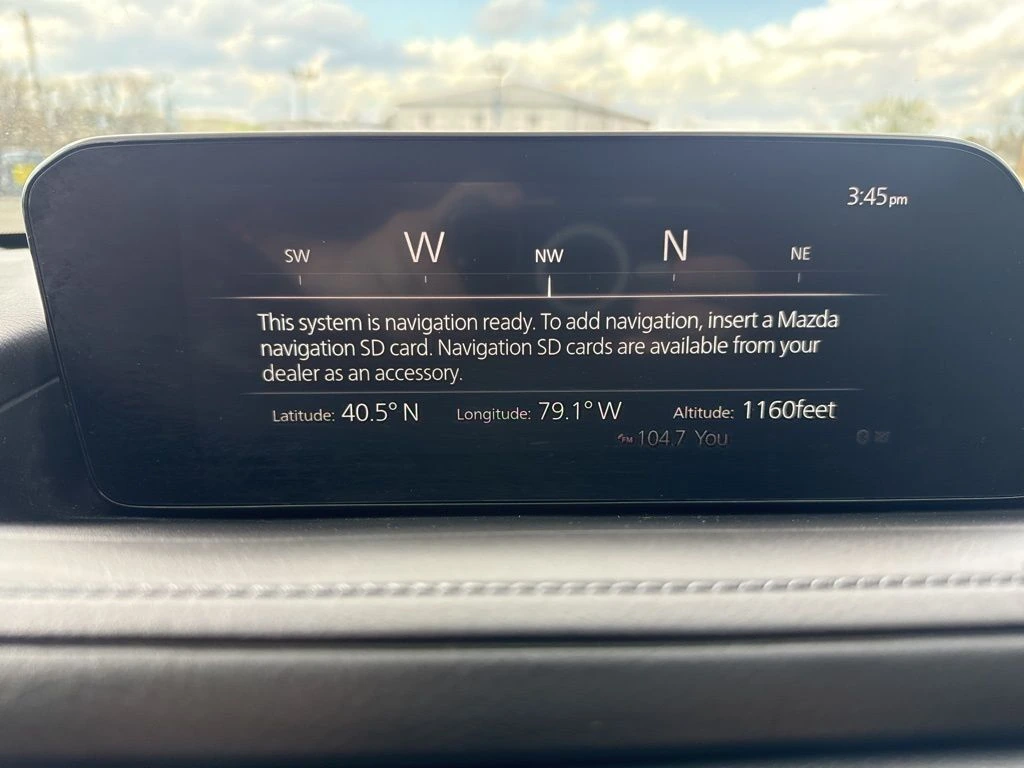 3:45pm
SW W NW N NE
This system is navigation ready. To add navigation, insert a Mazda
navigation SD card. Navigation SD cards are available from your
dealer as an accessory.
Latitude: 40.5° N Longitude: 79.1° W Altitude: 1160feet
FM 104.7 You